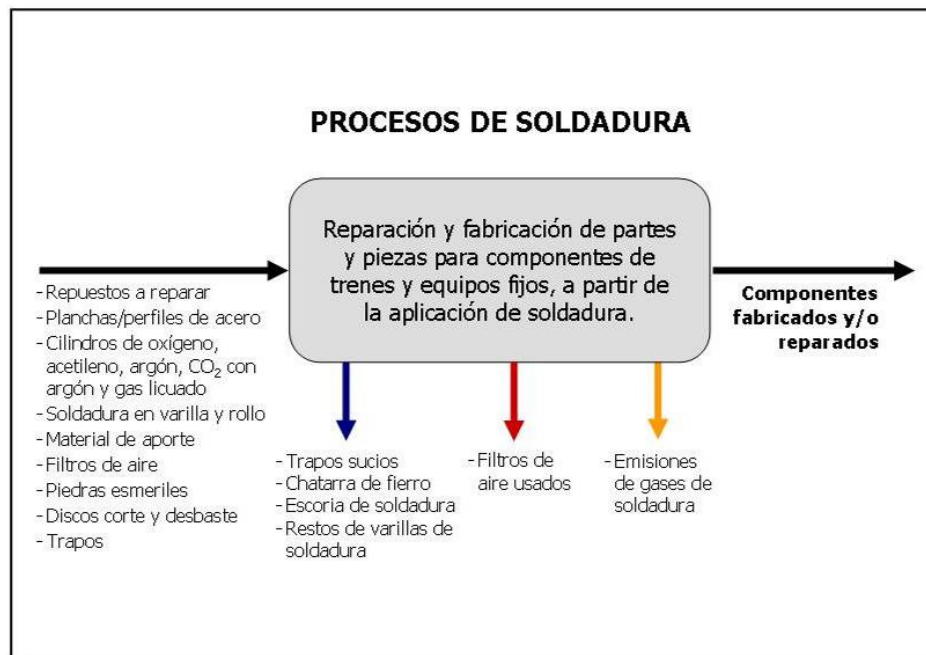 PROCESOS DE SOLDADURA
Reparación y fabricación de partes
y piezas para componentes de
trenes y equipos fijos, a partir de
la aplicación de soldadura.
- Repuestos a reparar
- Planchas/perfiles de acero
- Cilindros de oxígeno,
acetileno, argón, CO₂ con
argón y gas licuado
- Soldadura en varilla y rollo
- Material de aporte
- Filtros de aire
- Piedras esmeriles
- Discos corte y desbaste
- Trapos
Componentes
fabricados y/o
reparados
- Trapos sucios
- Chatarra de fierro
- Escoria de soldadura
- Restos de varillas de
soldadura
- Filtros de
aire usados
- Emisiones
de gases de
soldadura